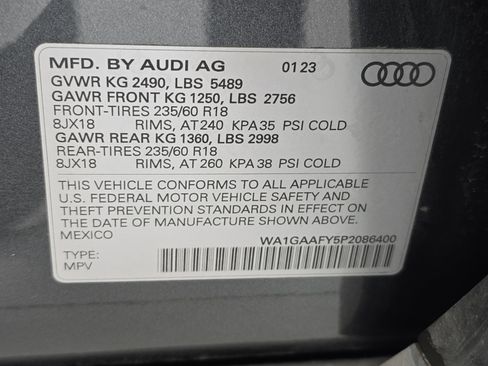 MFD. BY AUDI AG 01 23
GVWR KG 2490, LBS 5489
GAWR FRONT KG 1250, LBS 2756
FRONT-TIRES 235/60 R18
8JX18 RIMS, AT 240 KPA 35 PSI COLD
GAWR REAR KG 1360, LBS 2998
REAR-TIRES 235/60 R18
8JX18 RIMS, AT 260 KPA 38 PSI COLD
THIS VEHICLE CONFORMS TO ALL APPLICABLE
U.S. FEDERAL MOTOR VEHICLE SAFETY AND
THEFT PREVENTION STANDARDS IN EFFECT ON
THE DATE OF MANUFACTURE SHOWN ABOVE.
MEXICO WA1GAAFY5P2086400
TYPE:
MPV